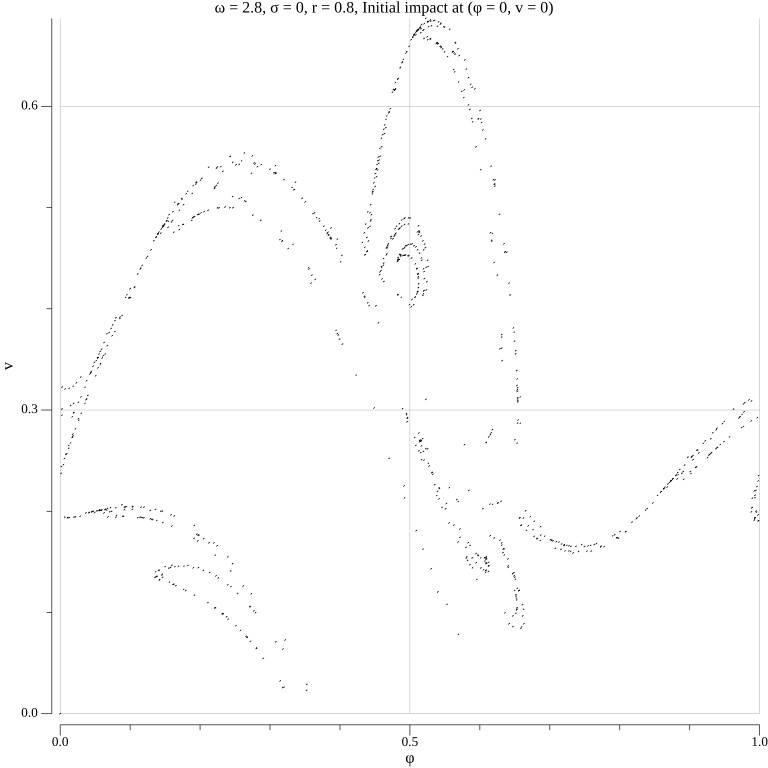 ω = 2.8, σ = 0, r = 0.8, Initial impact at (φ = 0, v = 0)
0.6
v
0.3
0.0
0.0 0.5 1.0
φ